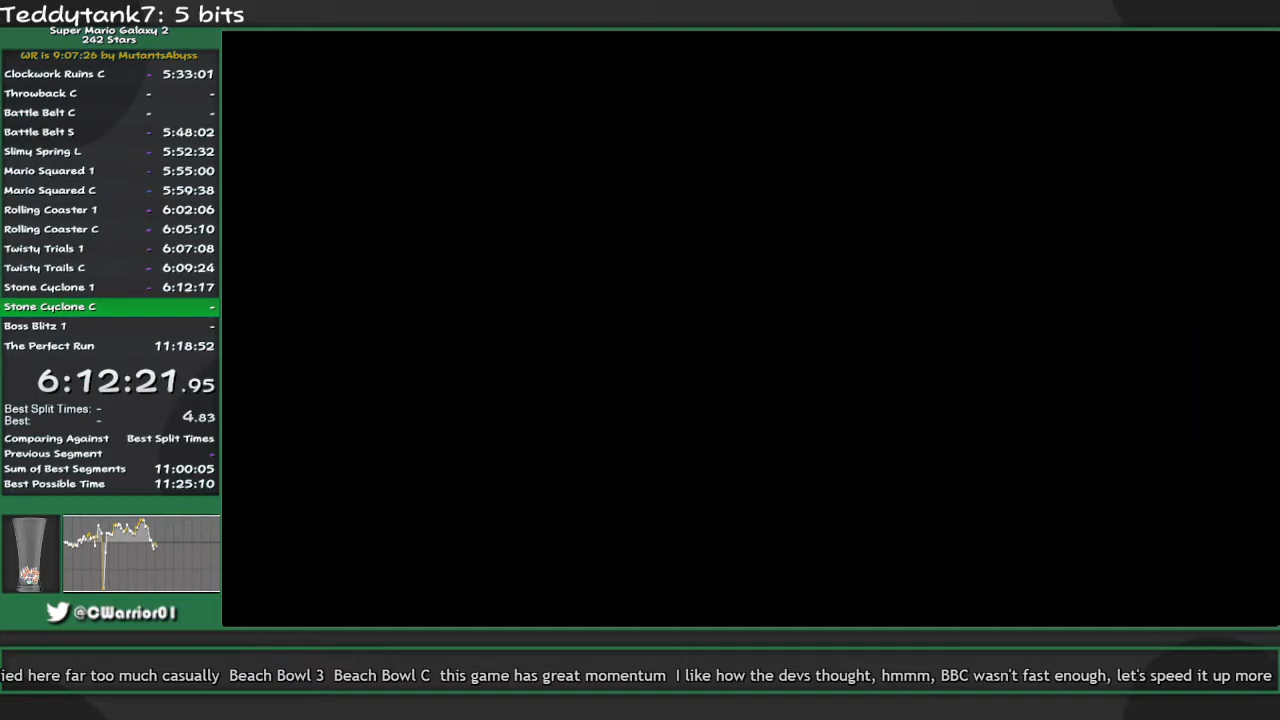 Teddytank7: 5 bits
Super Mario Galaxy 2
242 Stars
WR is 9:07:26 by MutantsAbyss
Clockwork Ruins C - 5:33:01
Throwback C - -
Battle Belt C - -
Battle Belt S - 5:48:02
Slimy Spring L - 5:52:32
Mario Squared 1 - 5:55:00
Mario Squared C - 5:59:38
Rolling Coaster 1 - 6:02:06
Rolling Coaster C - 6:05:10
Twisty Trials 1 - 6:07:08
Twisty Trails C - 6:09:24
Stone Cyclone 1 - 6:12:17
Stone Cyclone C -
Boss Blitz 1 -
The Perfect Run 11:18:52
6:12:21.95
Best Split Times: - 4.83
Best: -
Comparing Against Best Split Times
Previous Segment -
Sum of Best Segments 11:00:05
Best Possible Time 11:25:10
@CWarrior01
ied here far too much casually Beach Bowl 3 Beach Bowl C this game has great momentum I like how the devs thought, hmmm, BBC wasn't fast enough, let's speed it up more